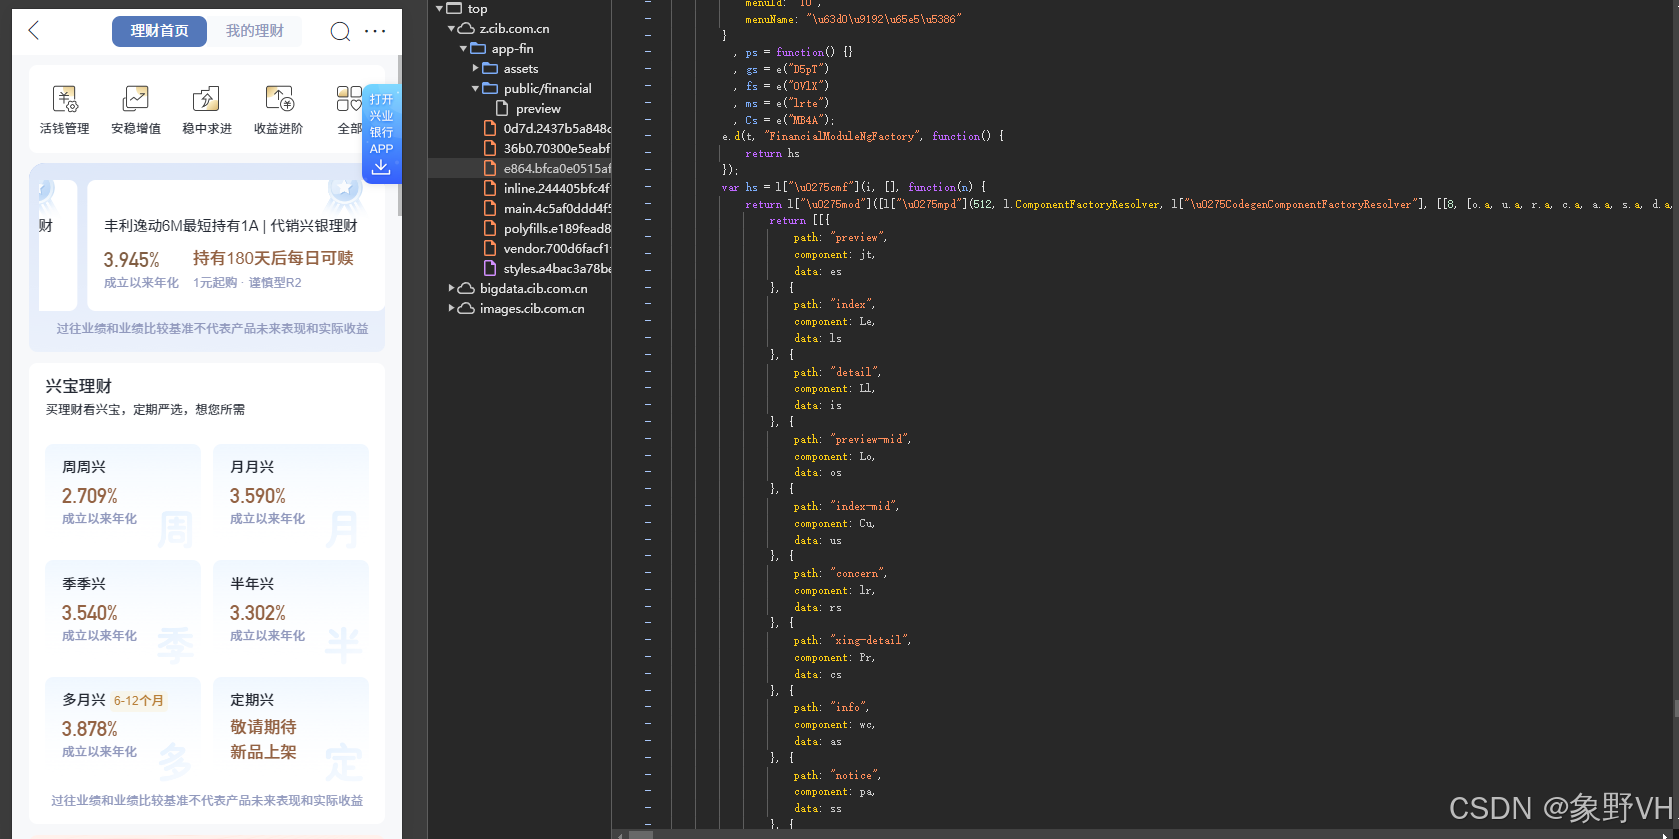 理财首页 我的理财
活钱管理 安稳增值 稳中求进 收益进阶 全部
打开
兴业
银行
APP
财
丰利逸动6M最短持有1A | 代销兴银理财
3.945% 持有180天后每日可赎
成立以来年化 1元起购 · 谨慎型R2
过往业绩和业绩比较基准不代表产品未来表现和实际收益
兴宝理财
买理财看兴宝，定期严选，想您所需
周周兴
2.709%
成立以来年化
周
月月兴
3.590%
成立以来年化
月
季季兴
3.540%
成立以来年化
季
半年兴
3.302%
成立以来年化
半
多月兴 6-12个月
3.878%
成立以来年化
多
定期兴
敬请期待
新品上架
定
过往业绩和业绩比较基准不代表产品未来表现和实际收益
top
z.cib.com.cn
app-fin
assets
public/financial
preview
0d7d.2437b5a848c
36b0.70300e5eabf
e864.bfca0e0515af
inline.244405bfc4f
main.4c5af0ddd4f5
polyfills.e189fead8
vendor.700d6facf1
styles.a4bac3a78be
bigdata.cib.com.cn
images.cib.com.cn
menuId: "10",
menuName: "\u63d0\u9192\u65e5\u5386"
}
, ps = function() {}
, gs = e("D5pT")
, fs = e("OVlX")
, ms = e("lrte")
, Cs = e("MB4A");
e.d(t, "FinancialModuleNgFactory", function() {
return hs
});
var hs = l["\u0275cmf"](i, [], function(n) {
return l["\u0275mod"]([l["\u0275mpd"](512, l.ComponentFactoryResolver, l["\u0275CodegenComponentFactoryResolver"], [[8, [o.a, u.a, r.a, c.a, a.a, s.a, d.a,
return [[{
path: "preview",
component: jt,
data: es
}, {
path: "index",
component: Le,
data: ls
}, {
path: "detail",
component: Ll,
data: is
}, {
path: "preview-mid",
component: Lo,
data: os
}, {
path: "index-mid",
component: Cu,
data: us
}, {
path: "concern",
component: lr,
data: rs
}, {
path: "xing-detail",
component: Pr,
data: cs
}, {
path: "info",
component: wc,
data: as
}, {
path: "notice",
component: pa,
data: ss
}, {
CSDN @象野VH